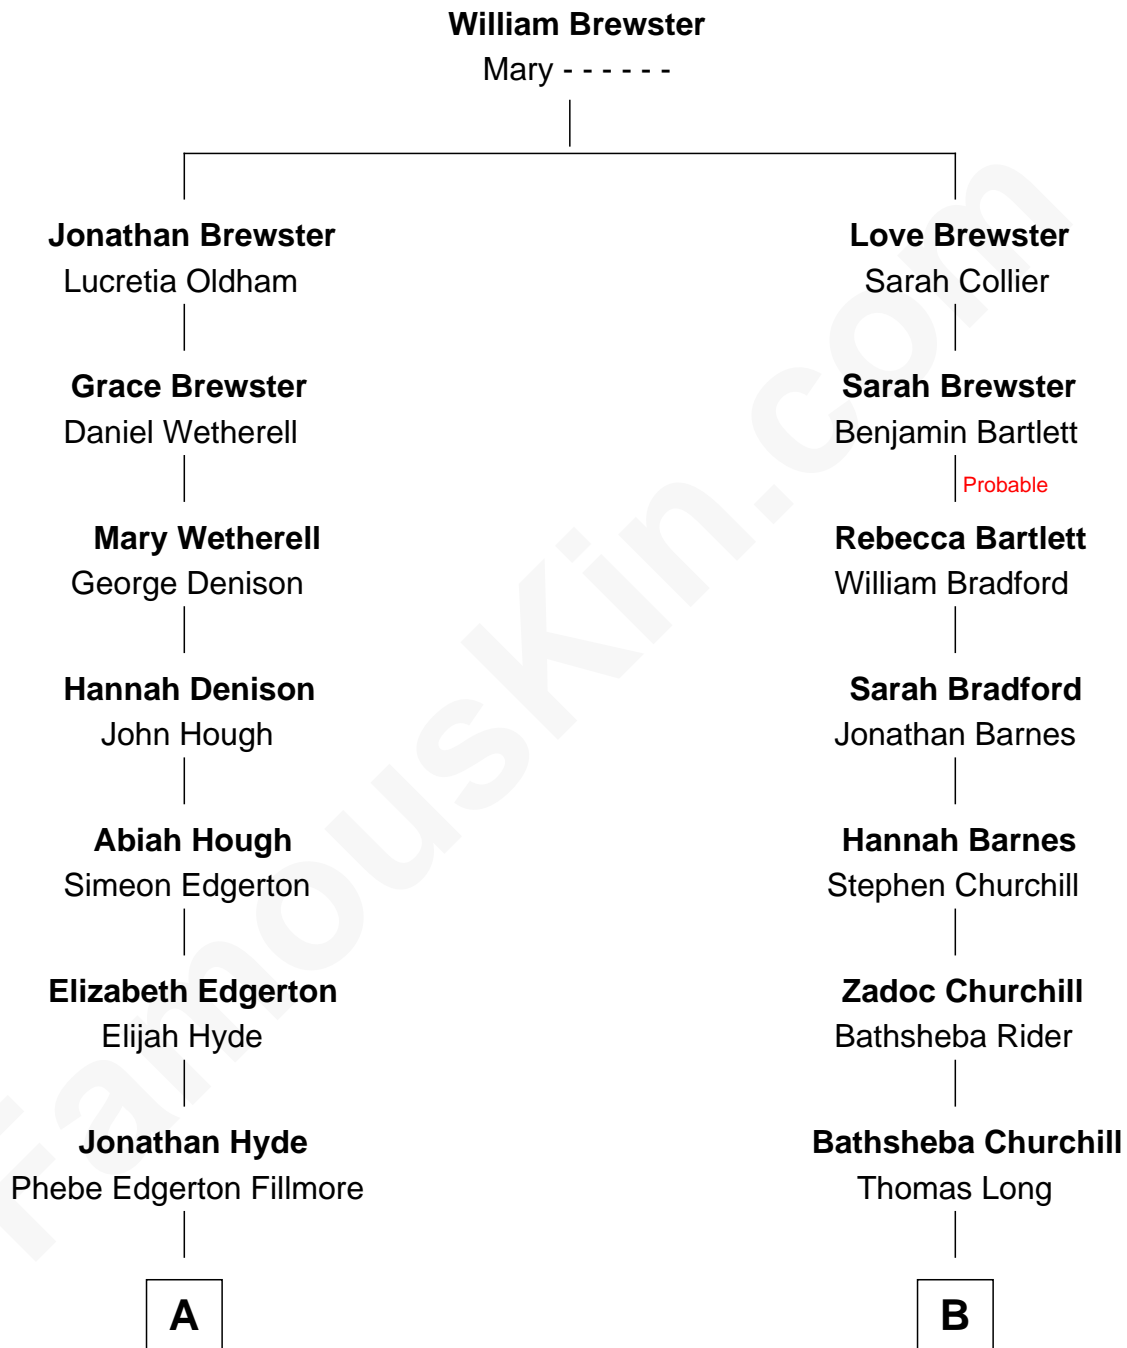 William Brewster
Mary - - - - - -
Jonathan Brewster
Lucretia Oldham
Love Brewster
Sarah Collier
Grace Brewster
Daniel Wetherell
Sarah Brewster
Benjamin Bartlett
Probable
Mary Wetherell
George Denison
Rebecca Bartlett
William Bradford
Hannah Denison
John Hough
Sarah Bradford
Jonathan Barnes
Abiah Hough
Simeon Edgerton
Hannah Barnes
Stephen Churchill
Elizabeth Edgerton
Elijah Hyde
Zadoc Churchill
Bathsheba Rider
Jonathan Hyde
Phebe Edgerton Fillmore
Bathsheba Churchill
Thomas Long
A
B
FamousKin.com